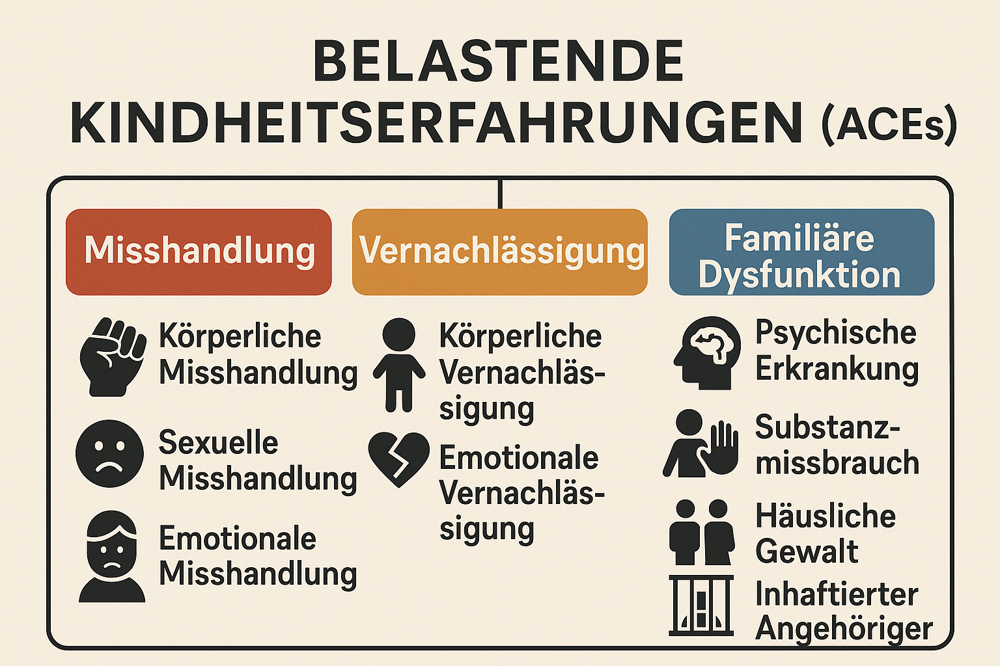 BELASTENDE
KINDHEITSERFAHRUNGEN (ACEs)
Misshandlung
Körperliche
Misshandlung
Sexuelle
Misshandlung
Emotionale
Misshandlung
Vernachlässigung
Körperliche
Vernachläs-
sigung
Emotionale
Vernachläs-
sigung
Familiäre
Dysfunktion
Psychische
Erkrankung
Substanz-
missbrauch
Häusliche
Gewalt
Inhaftierter
Angehöriger